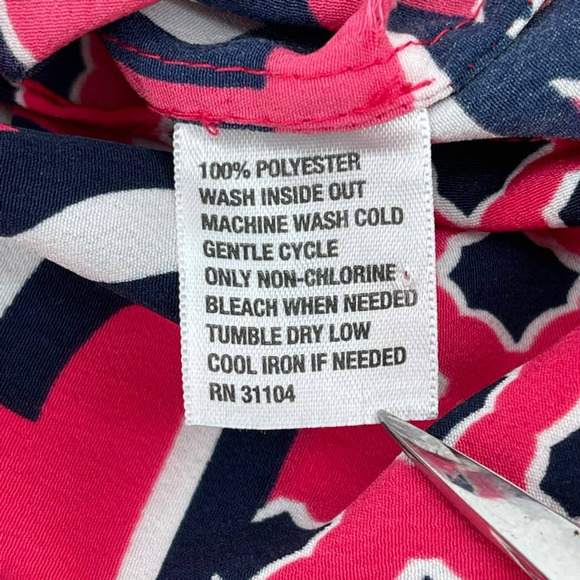 100% POLYESTER
WASH INSIDE OUT
MACHINE WASH COLD
GENTLE CYCLE
ONLY NON-CHLORINE
BLEACH WHEN NEEDED
TUMBLE DRY LOW
COOL IRON IF NEEDED
RN 31104